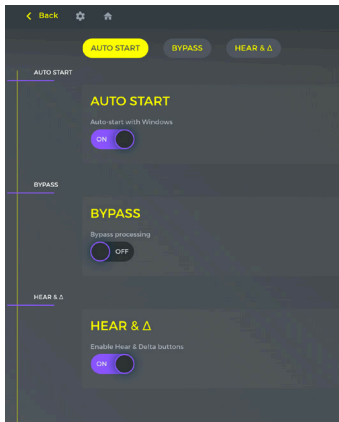 Back
AUTO START BYPASS HEAR & Δ
AUTO START
AUTO START
Auto-start with Windows
ON
BYPASS
BYPASS
Bypass processing
OFF
HEAR & Δ
HEAR & Δ
Enable Hear & Delta buttons
ON